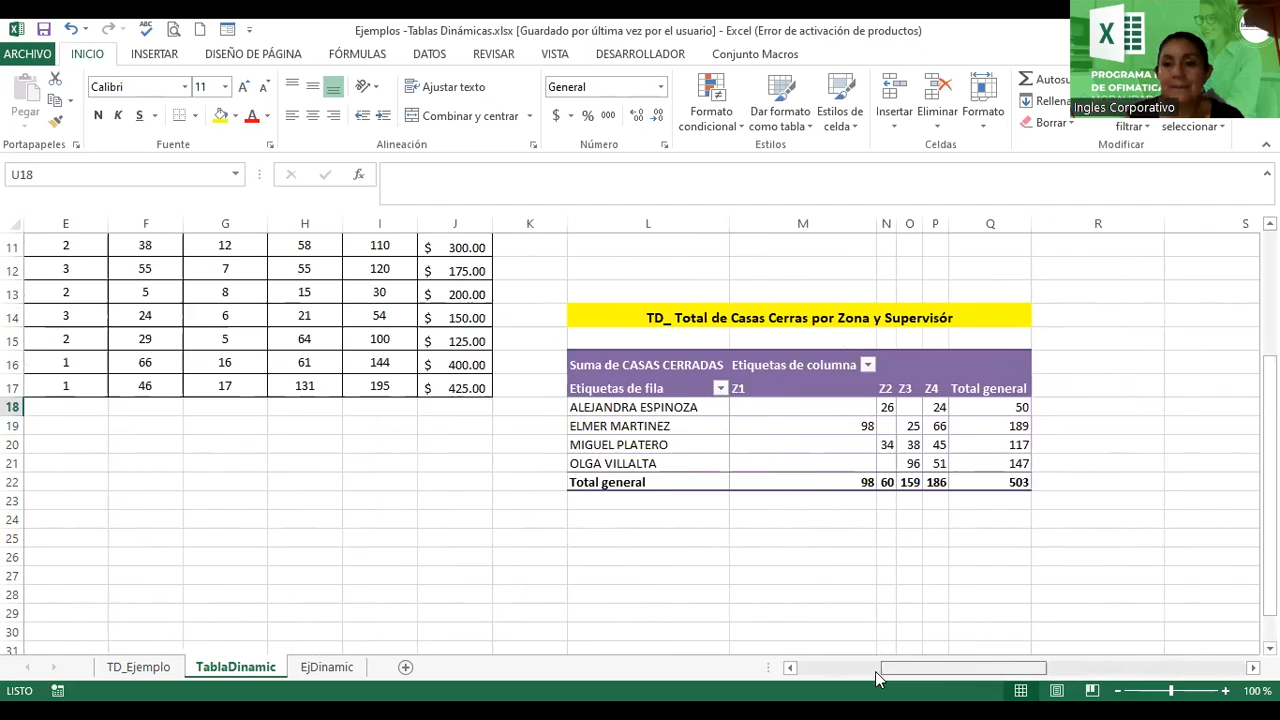 Ejemplos -Tablas Dinámicas.xlsx [Guardado por última vez por el usuario] - Excel (Error de activación de productos)
ARCHIVO INICIO INSERTAR DISEÑO DE PÁGINA FÓRMULAS DATOS REVISAR VISTA DESARROLLADOR Conjunto Macros
PROGRAMA
DE OFIMATICA
Ingles Corporativo
Pegar
Calibri 11
N K S
Ajustar texto
Combinar y centrar
General
$ % 000
Formato condicional
Dar formato como tabla
Estilos de celda
Insertar Eliminar Formato
Rellena
Borrar
filtrar seleccionar
Portapapeles Fuente Alineación Número Estilos Celdas Modificar
U18
E F G H I J K L M N O P Q R S
11 2 38 12 58 110 $ 300.00
12 3 55 7 55 120 $ 175.00
13 2 5 8 15 30 $ 200.00
14 3 24 6 21 54 $ 150.00 TD_ Total de Casas Cerras por Zona y Supervisór
15 2 29 5 64 100 $ 125.00
16 1 66 16 61 144 $ 400.00 Suma de CASAS CERRADAS Etiquetas de columna
17 1 46 17 131 195 $ 425.00 Etiquetas de fila Z1 Z2 Z3 Z4 Total general
18 ALEJANDRA ESPINOZA 26 24 50
19 ELMER MARTINEZ 98 25 66 189
20 MIGUEL PLATERO 34 38 45 117
21 OLGA VILLALTA 96 51 147
22 Total general 98 60 159 186 503
23
24
25
26
27
28
29
30
31
TD_Ejemplo TablaDinamic EjDinamic
LISTO 100 %